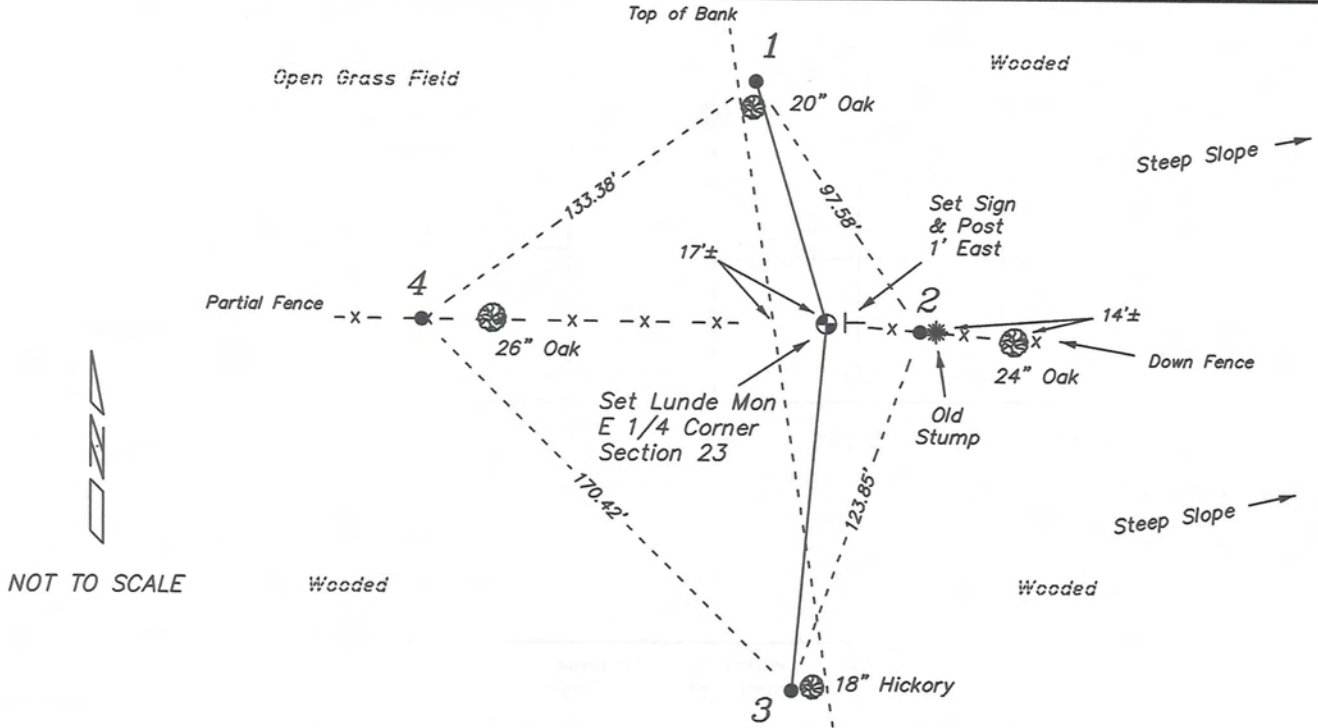 Top of Bank
1
Wooded
Open Grass Field
20” Oak
Steep Slope
133.38'
97.58'
Set Sign
& Post
1' East
17'±
4
2
14'±
Partial Fence
x
x
x
x
x
x
x
x
26” Oak
24” Oak
Down Fence
Set Lunde Mon
E 1/4 Corner
Section 23
Old
Stump
N
170.42'
123.85'
Steep Slope
NOT TO SCALE
Wooded
Wooded
18” Hickory
3